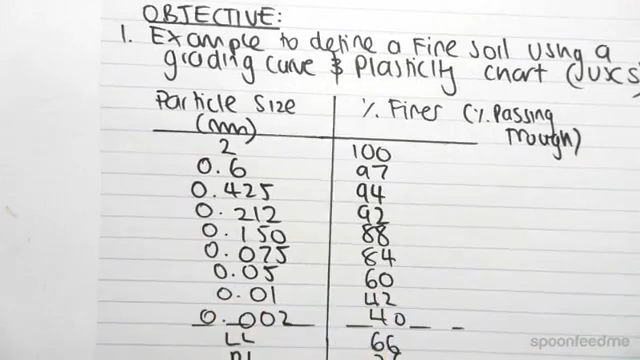 OBJECTIVE:
1. Example to define a Fine soil using a
grading curve & Plasticity chart (USCS)
Particle Size % Finer (% Passing
(mm) through)
2 100
0.6 97
0.425 94
0.212 92
0.150 88
0.075 84
0.05 60
0.01 42
0.002 40
LL 66
PL
spoonfeedme